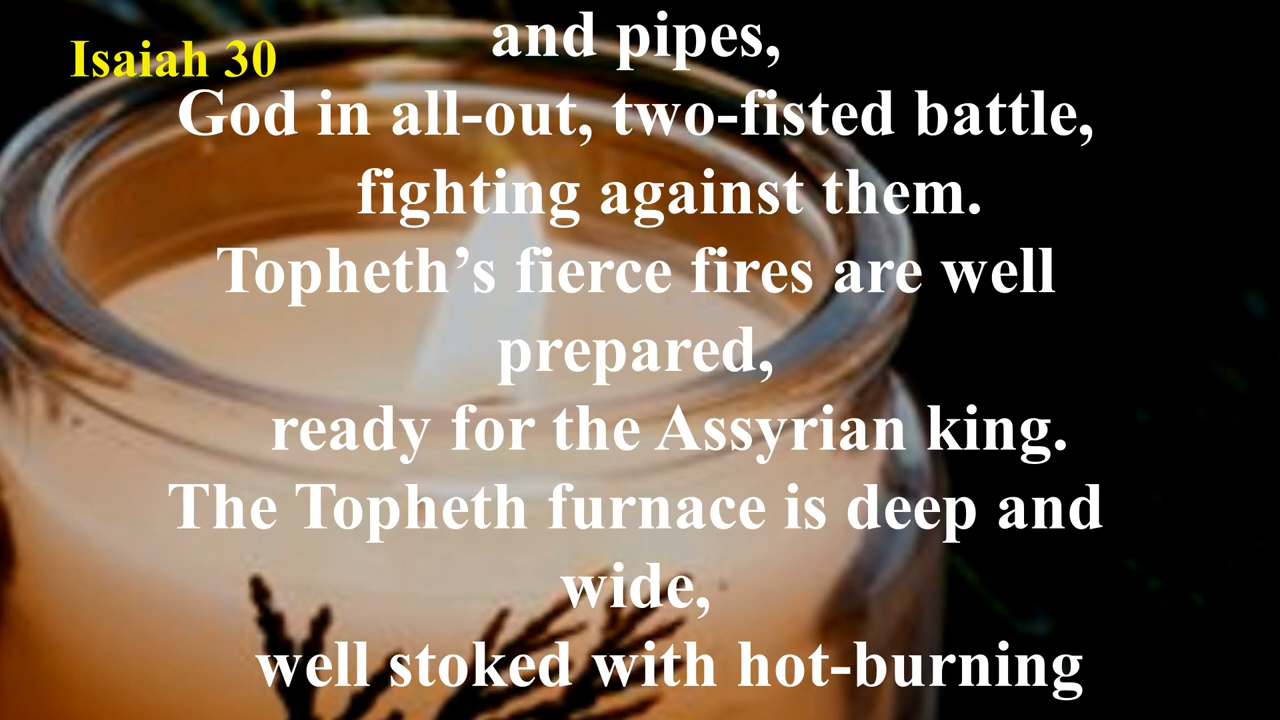 Isaiah 30
and pipes,
God in all-out, two-fisted battle,
fighting against them.
Topheth’s fierce fires are well
prepared,
ready for the Assyrian king.
The Topheth furnace is deep and
wide,
well stoked with hot-burning